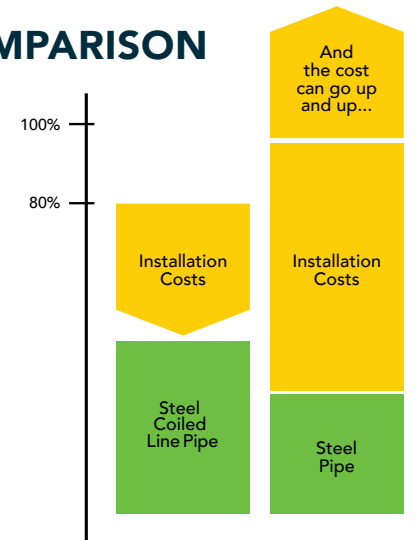 MPARISON
And
the cost
can go up
and up...
100%
80%
Installation
Costs
Installation
Costs
Steel
Coiled
Line Pipe
Steel
Pipe